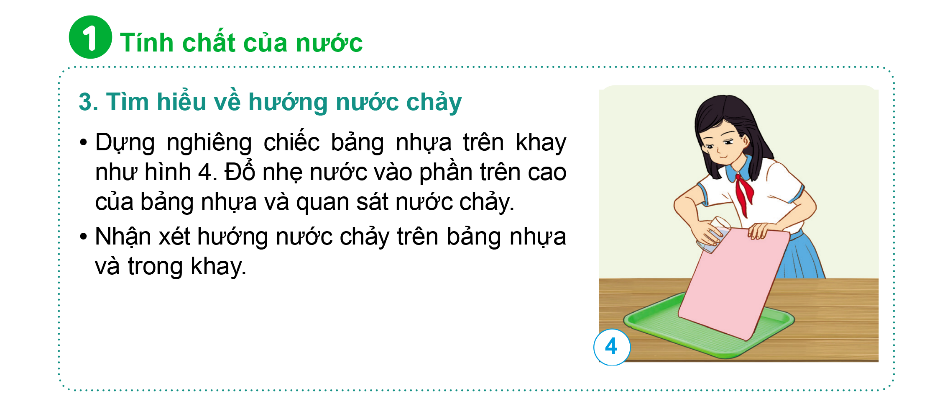 1 Tính chất của nước
3. Tìm hiểu về hướng nước chảy
• Dựng nghiêng chiếc bảng nhựa trên khay
như hình 4. Đổ nhẹ nước vào phần trên cao
của bảng nhựa và quan sát nước chảy.
• Nhận xét hướng nước chảy trên bảng nhựa
và trong khay.
4